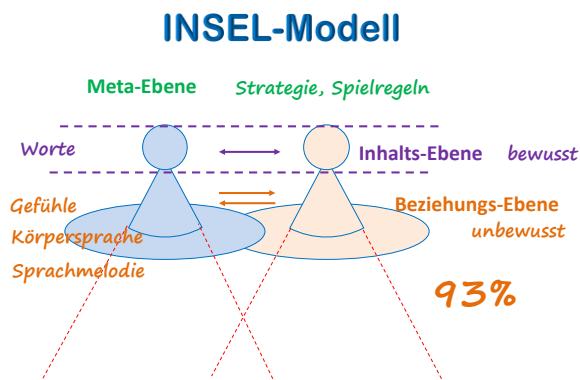 INSEL-Modell
Meta-Ebene Strategie, Spielregeln
Worte Inhalts-Ebene bewusst
Gefühle Beziehungs-Ebene
Körpersprache unbewusst
Sprachmelodie
93%